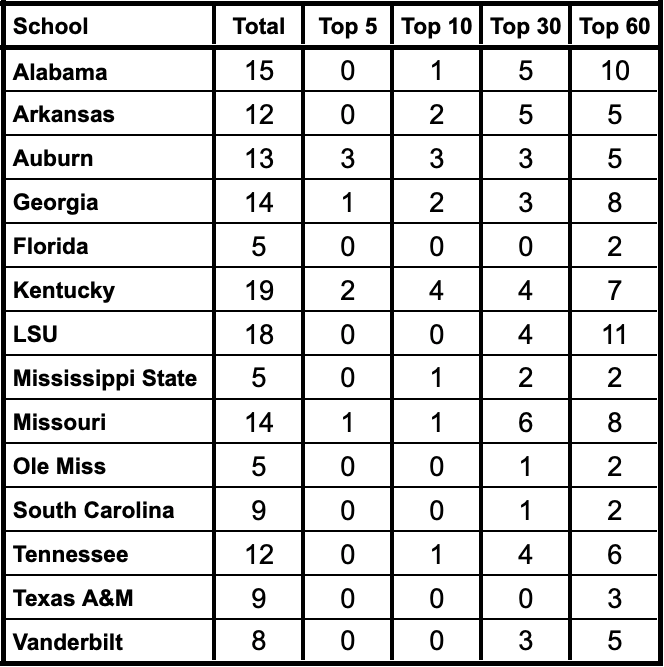 School Total Top 5 Top 10 Top 30 Top 60
Alabama 15 0 1 5 10
Arkansas 12 0 2 5 5
Auburn 13 3 3 3 5
Georgia 14 1 2 3 8
Florida 5 0 0 0 2
Kentucky 19 2 4 4 7
LSU 18 0 0 4 11
Mississippi State 5 0 1 2 2
Missouri 14 1 1 6 8
Ole Miss 5 0 0 1 2
South Carolina 9 0 0 1 2
Tennessee 12 0 1 4 6
Texas A&M 9 0 0 0 3
Vanderbilt 8 0 0 3 5